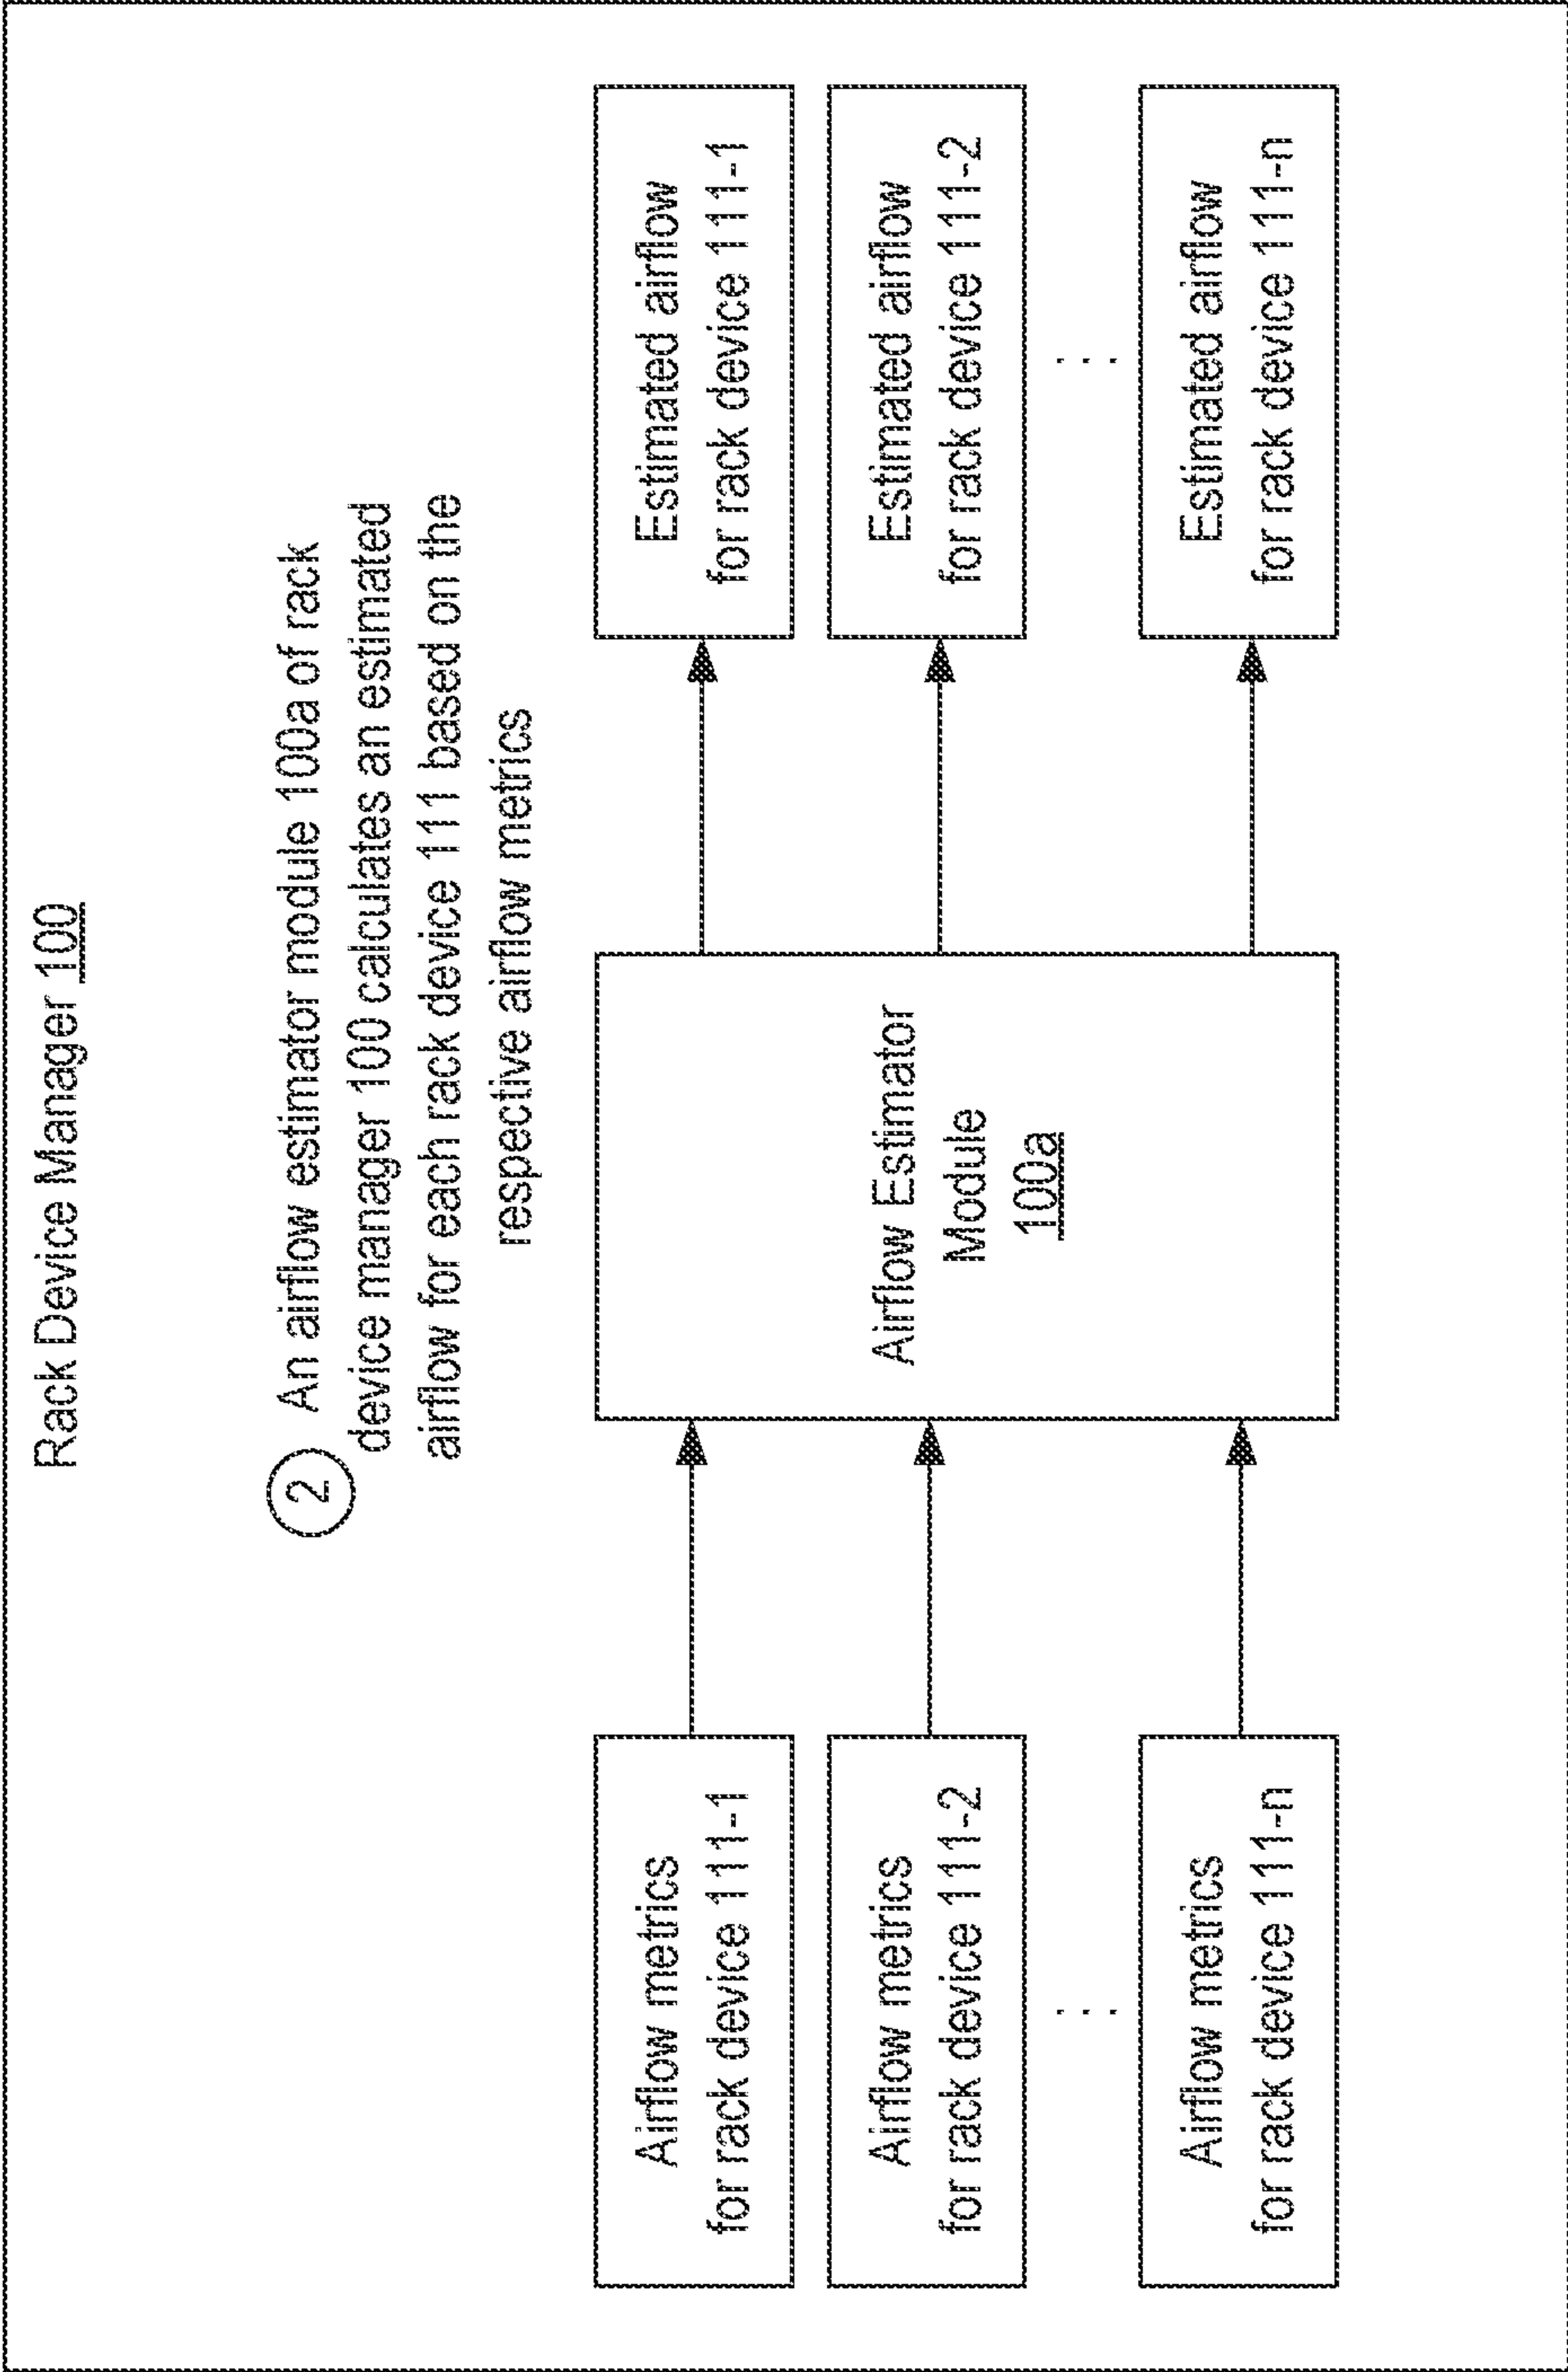 Rack Device Manager 100
2
An airflow estimator module 100a of rack
device manager 100 calculates an estimated
airflow for each rack device 111 based on the
respective airflow metrics
Airflow metrics
for rack device 111-1
Airflow metrics
for rack device 111-2
. . .
Airflow metrics
for rack device 111-n
Airflow Estimator
Module
100a
Estimated airflow
for rack device 111-1
Estimated airflow
for rack device 111-2
. . .
Estimated airflow
for rack device 111-n